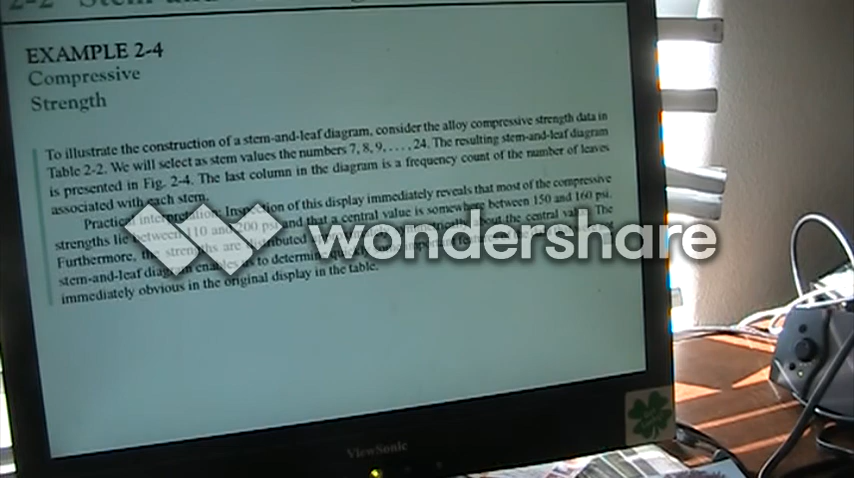 EXAMPLE 2-4
Compressive
Strength
To illustrate the construction of a stem-and-leaf diagram, consider the alloy compressive strength data in
Table 2-2. We will select as stem values the numbers 7, 8, 9, . . . , 24. The resulting stem-and-leaf diagram
is presented in Fig. 2-4. The last column in the diagram is a frequency count of the number of leaves
associated with each stem.
Practical interpretation: Inspection of this display immediately reveals that most of the compressive
strengths lie between 110 and 200 psi and that a central value is somewhere between 150 and 160 psi.
Furthermore, the strengths are distributed about the central value. The
stem-and-leaf diagram enables us to determine
immediately obvious in the original display in the table.
wondershare
ViewSonic